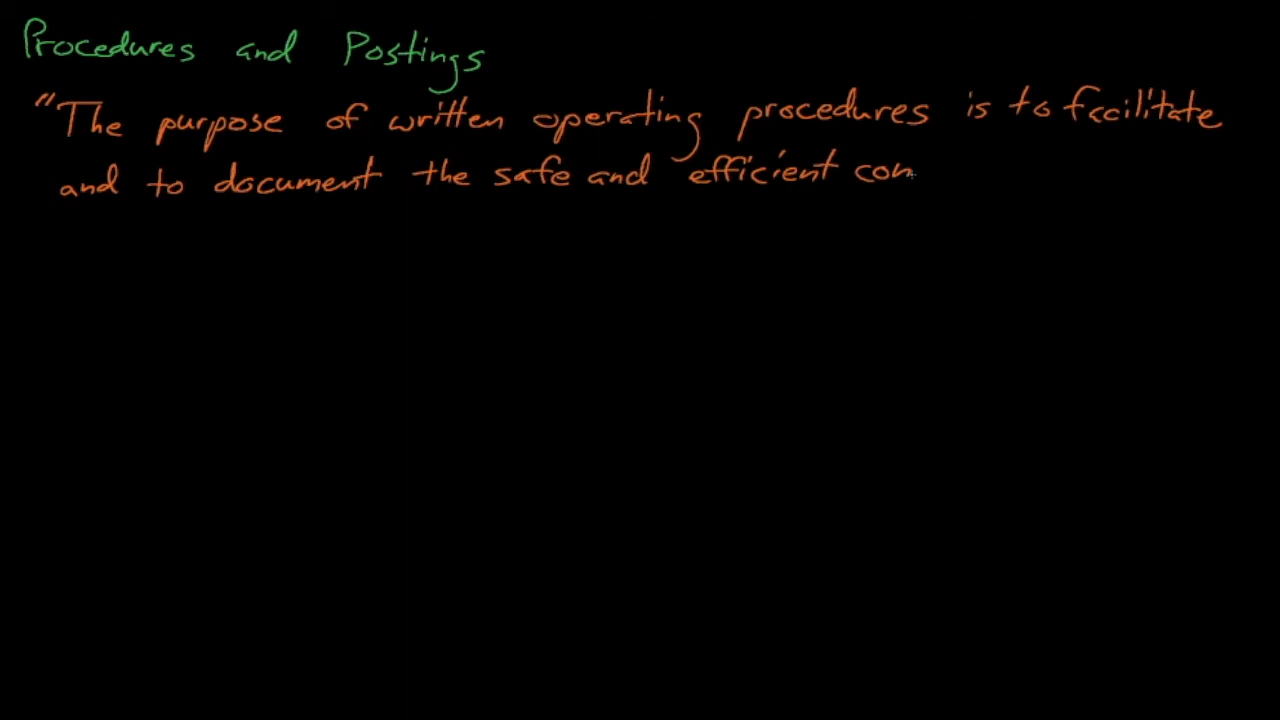 Procedures and Postings
"The purpose of written operating procedures is to facilitate
and to document the safe and efficient con